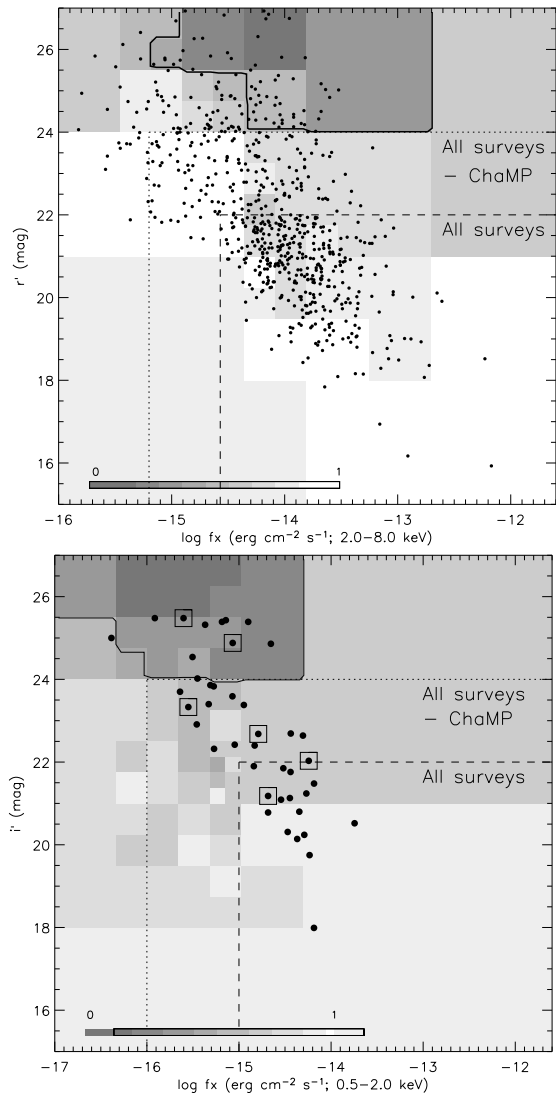 26
24
22
20
18
16
r' (mag)
All surveys
– ChaMP
All surveys
0 1
−16 −15 −14 −13 −12
log fx (erg cm⁻² s⁻¹; 2.0−8.0 keV)
26
24
22
20
18
16
i' (mag)
All surveys
– ChaMP
All surveys
0 1
−17 −16 −15 −14 −13 −12
log fx (erg cm⁻² s⁻¹; 0.5−2.0 keV)